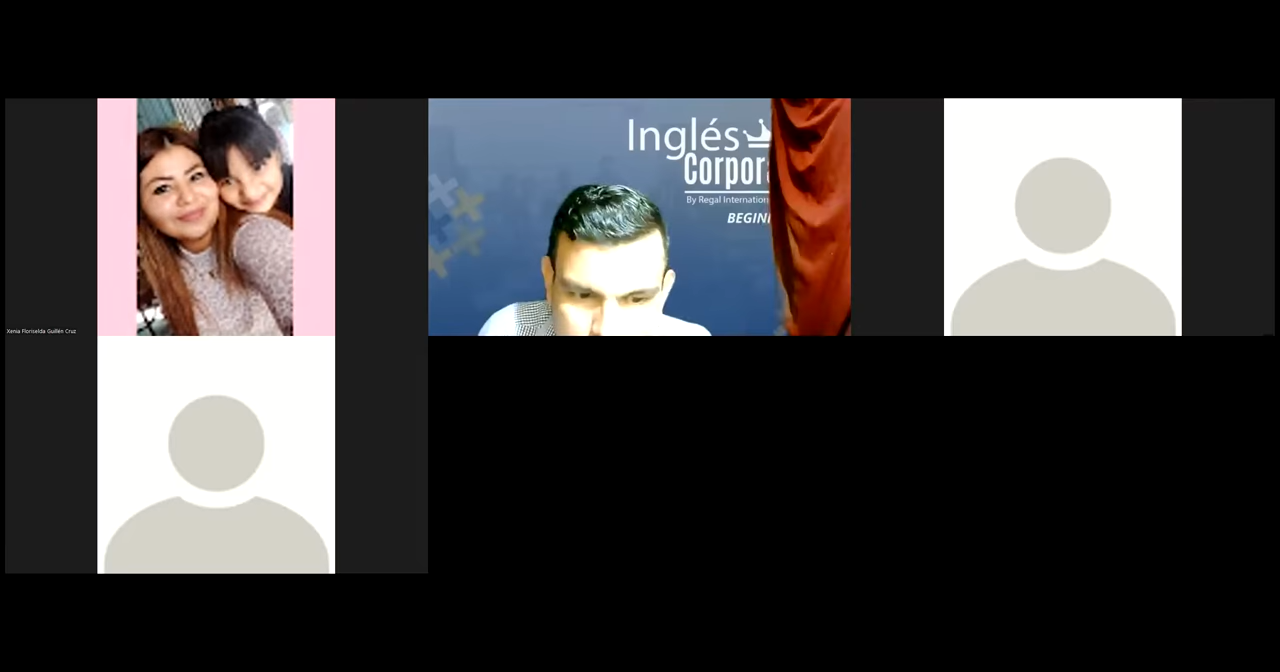 Inglés
Corpora
By Regal Internation
BEGIN
Xenia Floriselda Guillén Cruz